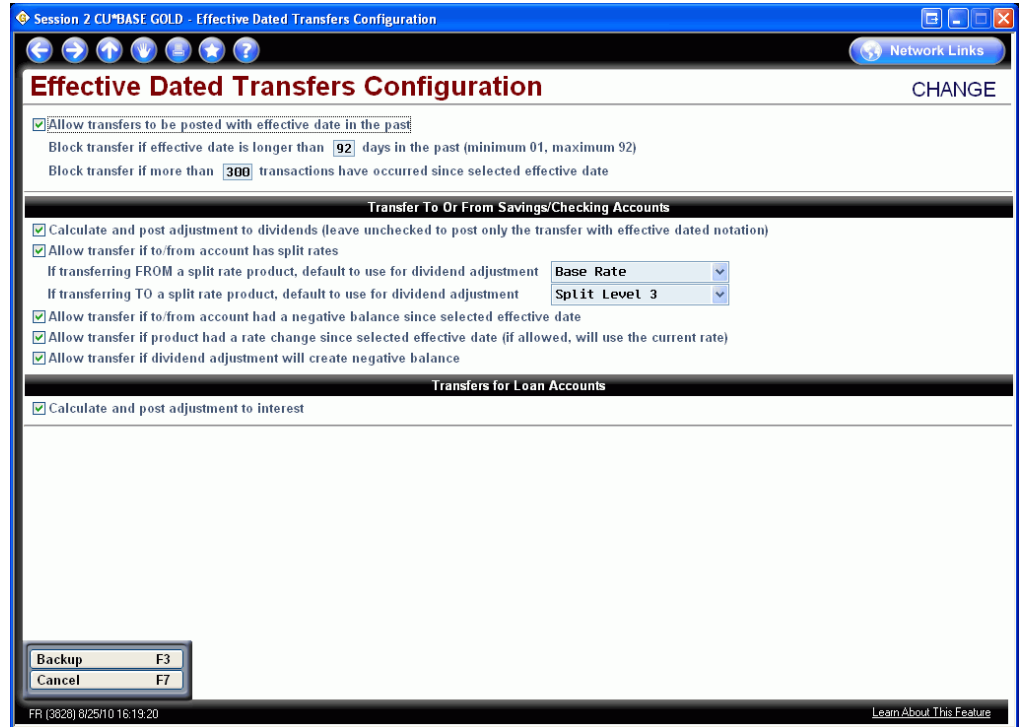 Session 2 CU*BASE GOLD - Effective Dated Transfers Configuration
Network Links
Effective Dated Transfers Configuration
CHANGE
Allow transfers to be posted with effective date in the past
Block transfer if effective date is longer than 92 days in the past (minimum 01, maximum 92)
Block transfer if more than 300 transactions have occurred since selected effective date
Transfer To Or From Savings/Checking Accounts
Calculate and post adjustment to dividends (leave unchecked to post only the transfer with effective dated notation)
Allow transfer if to/from account has split rates
If transferring FROM a split rate product, default to use for dividend adjustment Base Rate
If transferring TO a split rate product, default to use for dividend adjustment Split Level 3
Allow transfer if to/from account had a negative balance since selected effective date
Allow transfer if product had a rate change since selected effective date (if allowed, will use the current rate)
Allow transfer if dividend adjustment will create negative balance
Transfers for Loan Accounts
Calculate and post adjustment to interest
Backup F3
Cancel F7
FR (3828) 8/25/10 16:19:20
Learn About This Feature